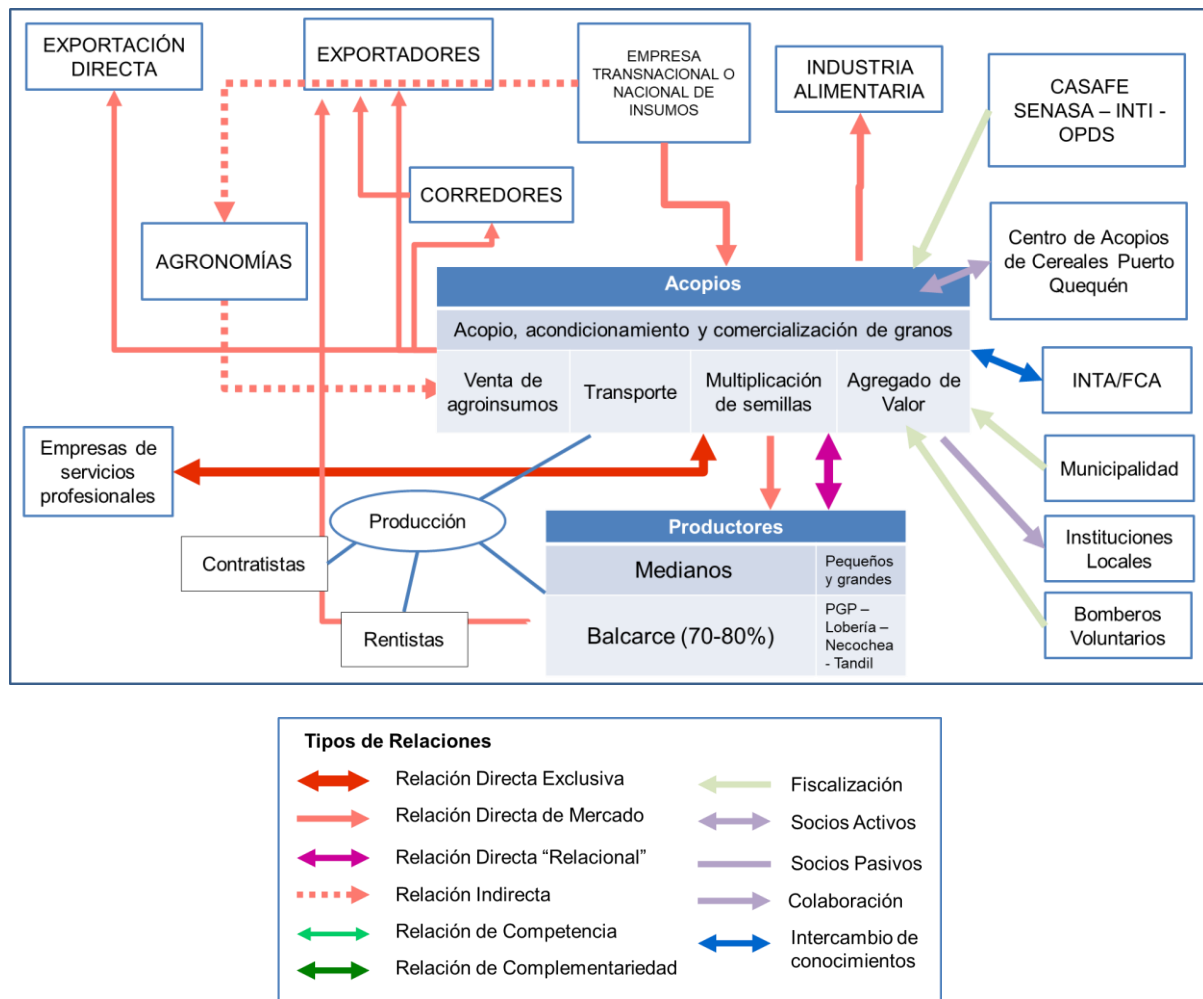 EXPORTACIÓN
DIRECTA
EXPORTADORES
EMPRESA
TRANSNACIONAL O
NACIONAL DE
INSUMOS
INDUSTRIA
ALIMENTARIA
CASAFE
SENASA – INTI -
OPDS
CORREDORES
AGRONOMÍAS
Centro de Acopios
de Cereales Puerto
Quequén
Acopios
Acopio, acondicionamiento y comercialización de granos
Venta de
agroinsumos
Transporte
Multiplicación
de semillas
Agregado de
Valor
INTA/FCA
Empresas de
servicios
profesionales
Municipalidad
Producción
Productores
Medianos
Pequeños
y grandes
Balcarce (70-80%)
PGP –
Lobería –
Necochea
- Tandil
Instituciones
Locales
Contratistas
Rentistas
Bomberos
Voluntarios
Tipos de Relaciones
Relación Directa Exclusiva
Relación Directa de Mercado
Relación Directa “Relacional”
Relación Indirecta
Relación de Competencia
Relación de Complementariedad
Fiscalización
Socios Activos
Socios Pasivos
Colaboración
Intercambio de
conocimientos